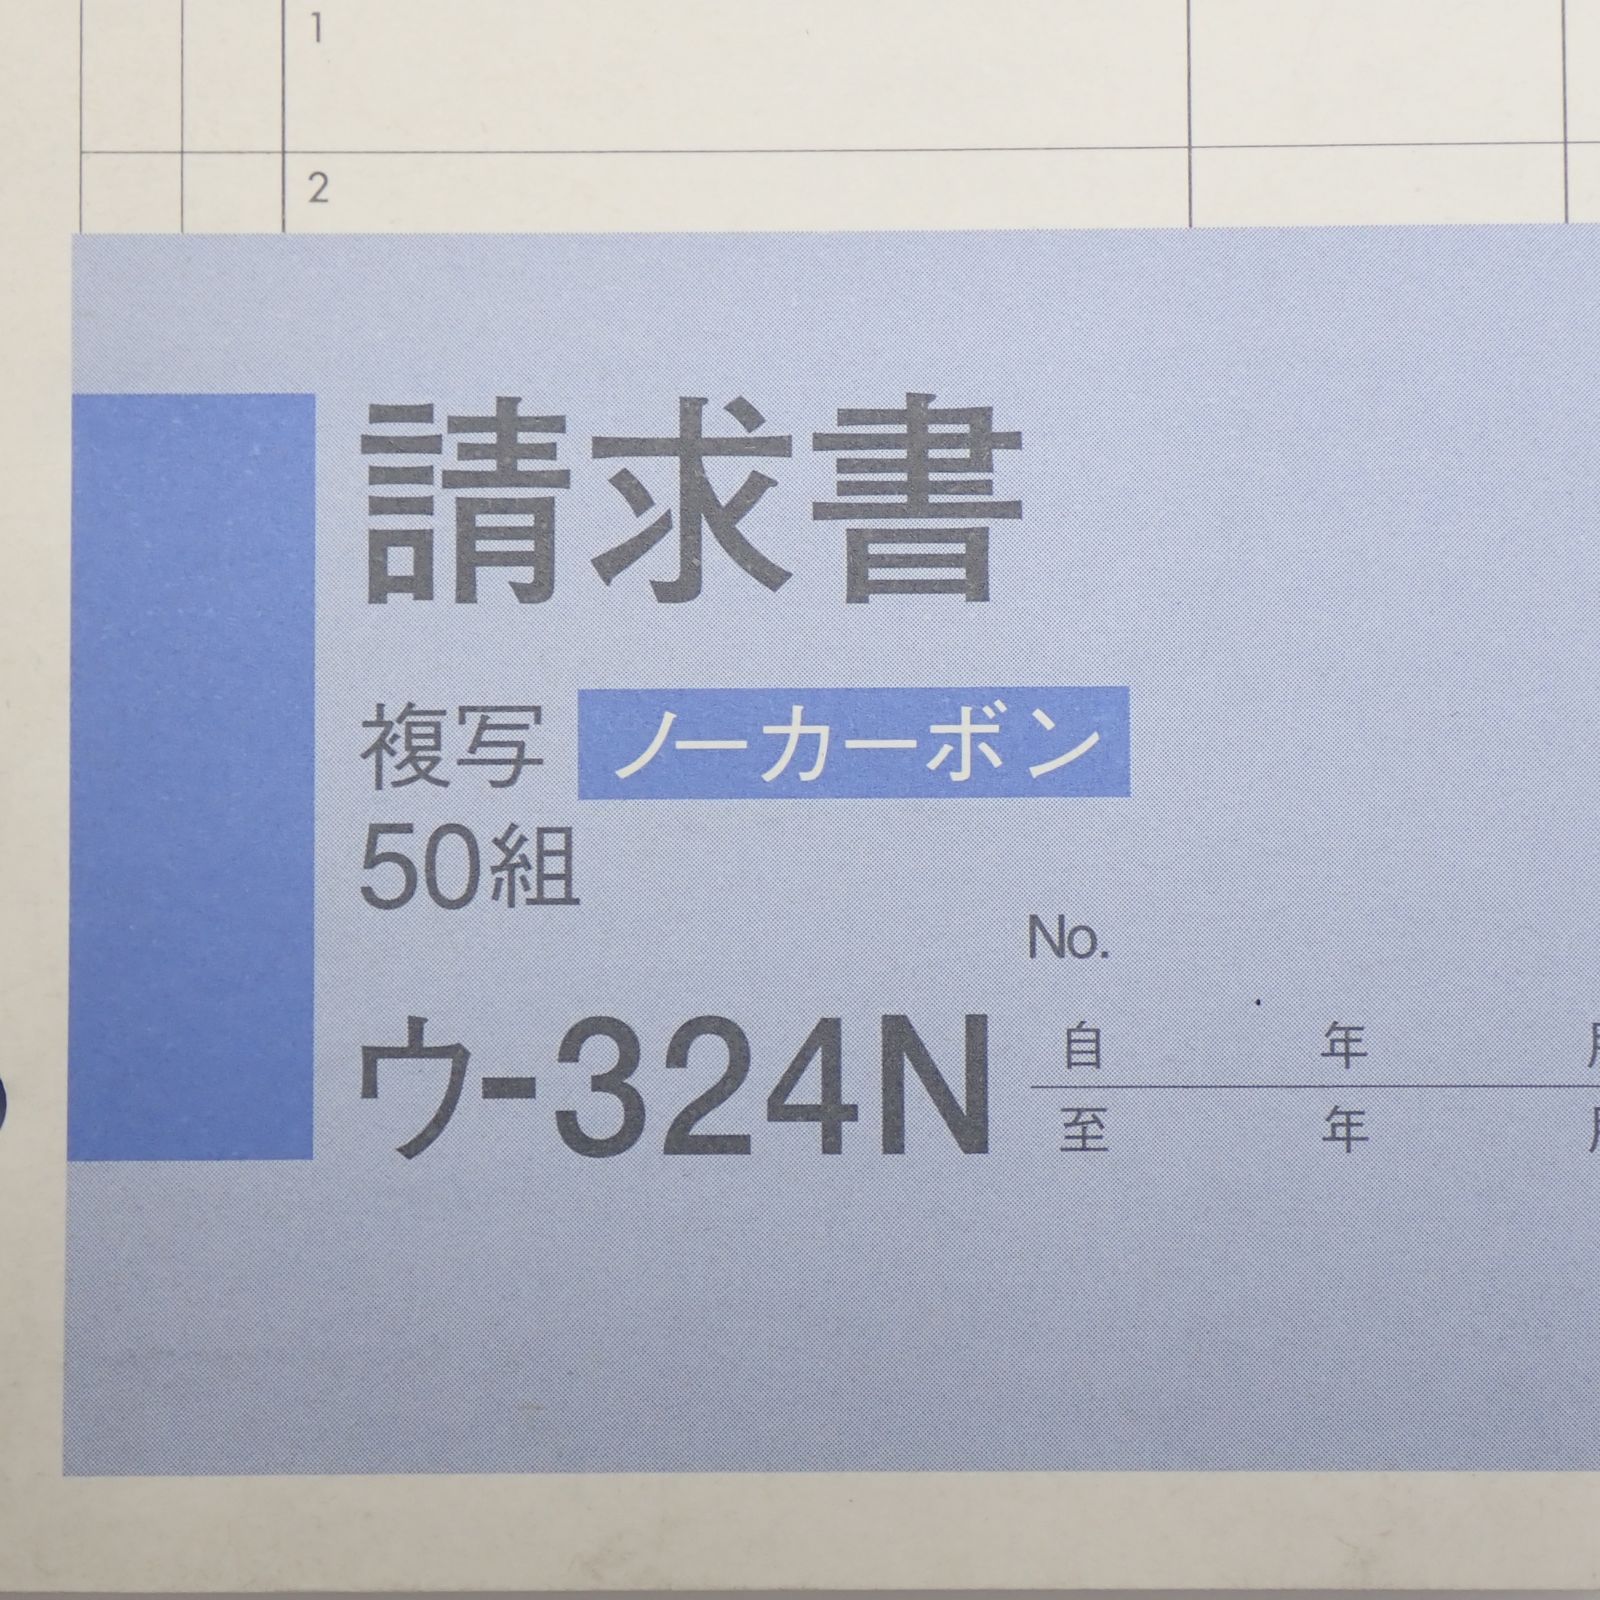 1
2
請求書
複写 ノーカーボン
50組
No.
ウ-324N
自 年
至 年